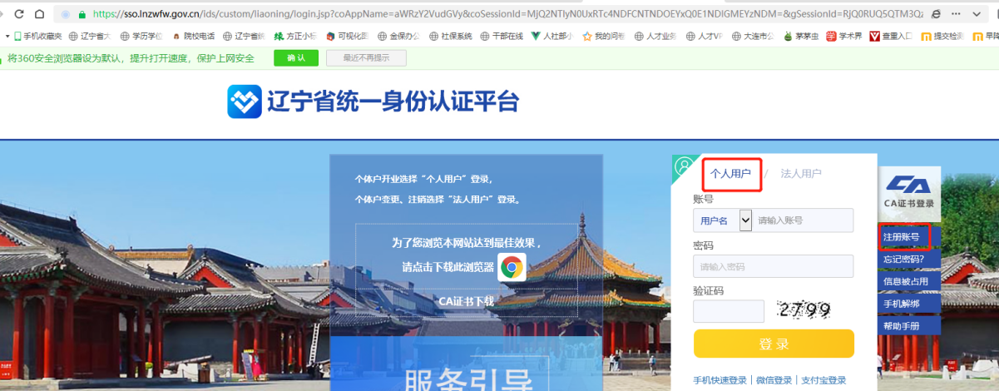 https://sso.lnzwfw.gov.cn/ids/custom/liaoning/login.jsp?coAppName=aWRzY2VudGVy&coSessionId=MjQ2NTIyN0UxRTc4NDFCNTNDOEYxQ0E1NDlGMEYzNDM=&gSessionId=RjQ0RUQ5QTM3Qz
手机收藏夹 辽宁省大 学历学位 院校电话 辽宁省统 方正小标 可视化图 金保办公 社保系统 干部在线 人社部小 我的问卷 人才业务 人才VP 大连市公 茅茅虫 学术界 查重入口 提交检测 早降
将360安全浏览器设为默认，提升打开速度，保护上网安全 确认 最近不再提示
辽宁省统一身份认证平台
个体户开业选择“个人用户”登录，
个体户变更、注销选择“法人用户”登录。
为了您浏览本网站达到最佳效果，
请点击下载此浏览器
CA证书下载
服务引导
个人用户 / 法人用户
账号
用户名 请输入账号
密码
请输入密码
验证码
2799
登录
手机快速登录 | 微信登录 | 支付宝登录
CA
CA证书登录
注册账号
忘记密码?
信息被占用
手机解绑
帮助手册